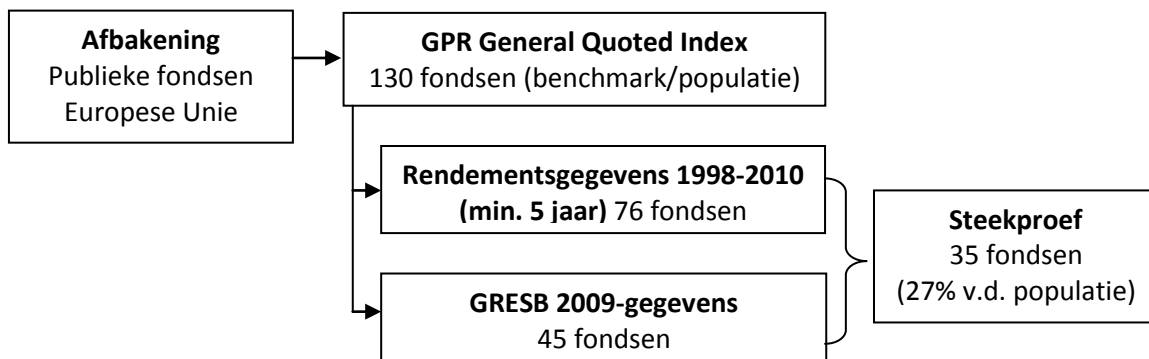 Afbakening
Publieke fondsen
Europese Unie
GPR General Quoted Index
130 fondsen (benchmark/populatie)
Rendementsgegevens 1998-2010
(min. 5 jaar) 76 fondsen
GRESB 2009-gegevens
45 fondsen
Steekproef
35 fondsen
(27% v.d. populatie)